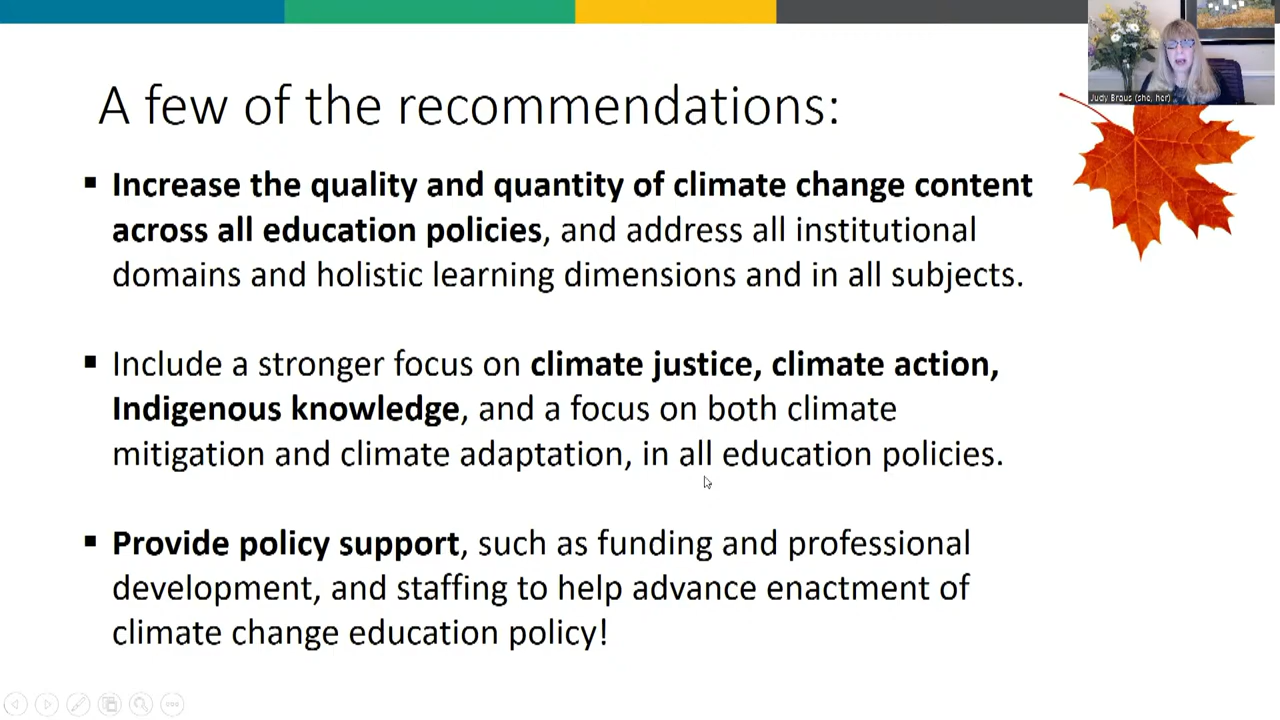 Judy Braus (she, her)
A few of the recommendations:
▪ Increase the quality and quantity of climate change content
across all education policies, and address all institutional
domains and holistic learning dimensions and in all subjects.
▪ Include a stronger focus on climate justice, climate action,
Indigenous knowledge, and a focus on both climate
mitigation and climate adaptation, in all education policies.
▪ Provide policy support, such as funding and professional
development, and staffing to help advance enactment of
climate change education policy!